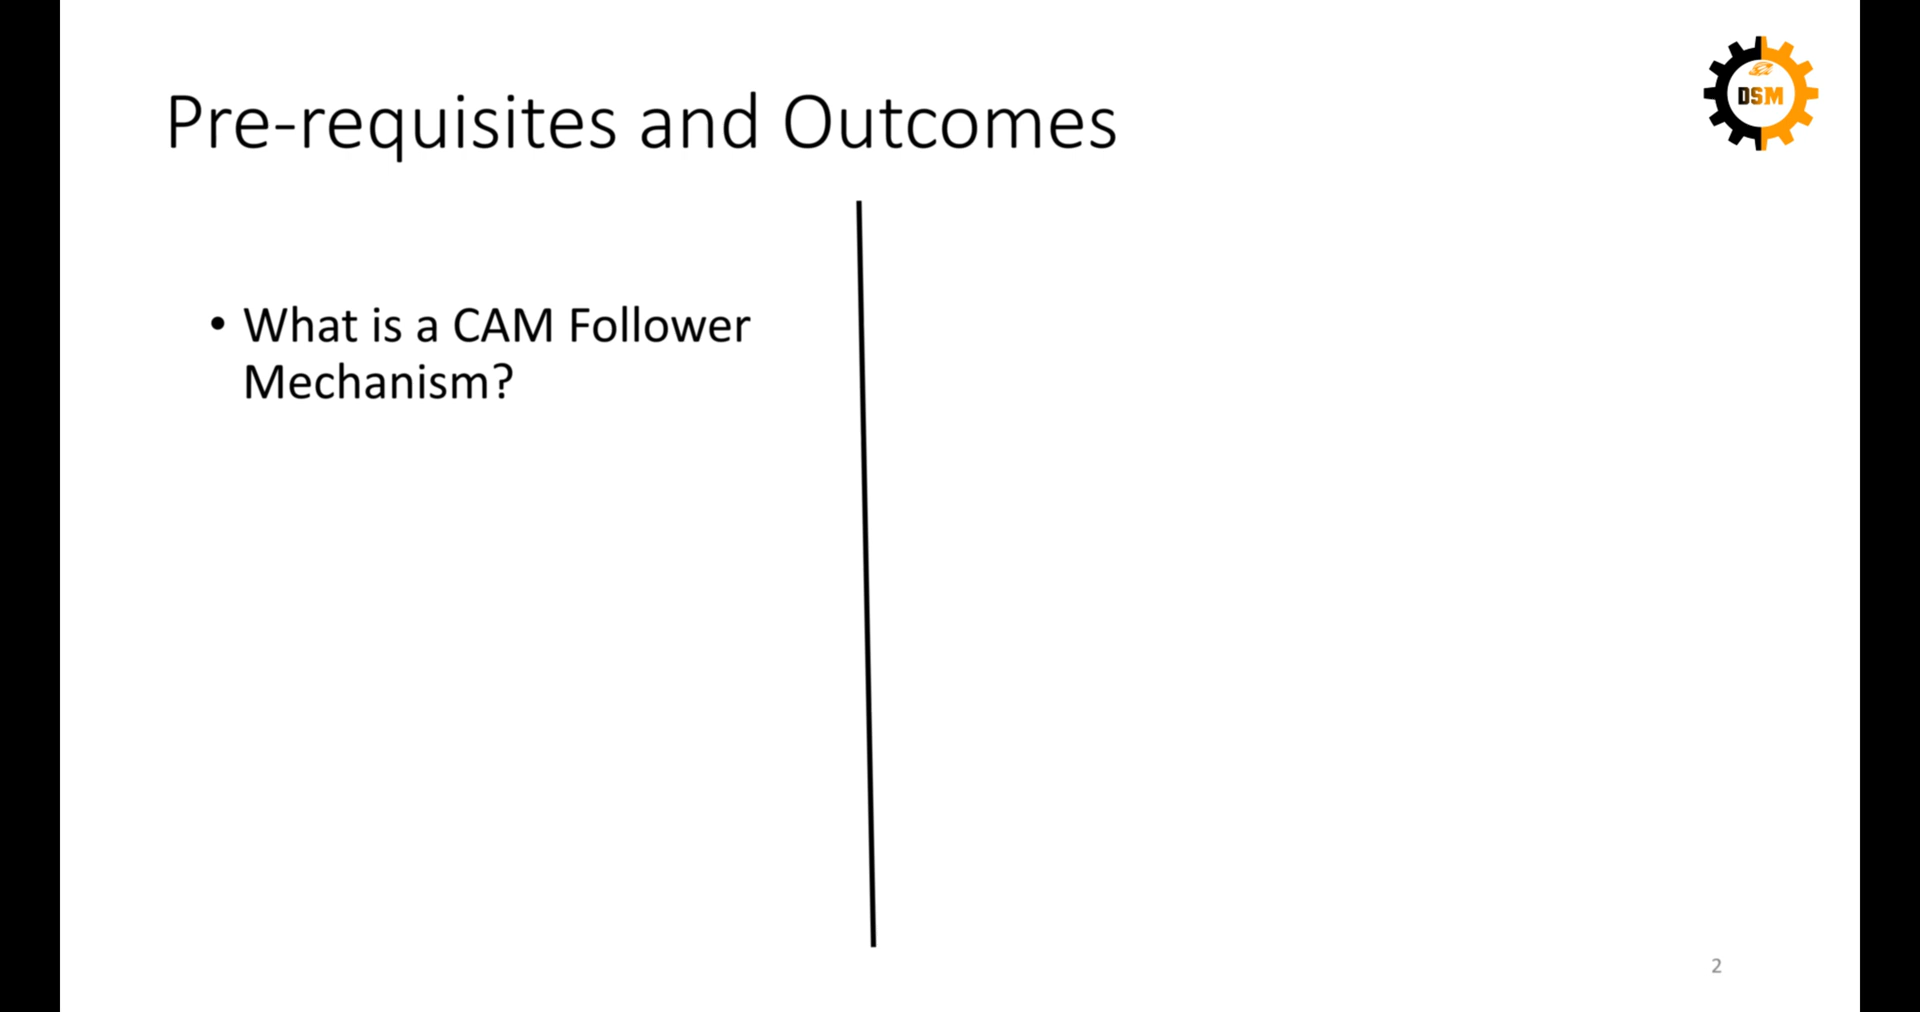 Pre-requisites and Outcomes
DSM
• What is a CAM Follower
Mechanism?
2